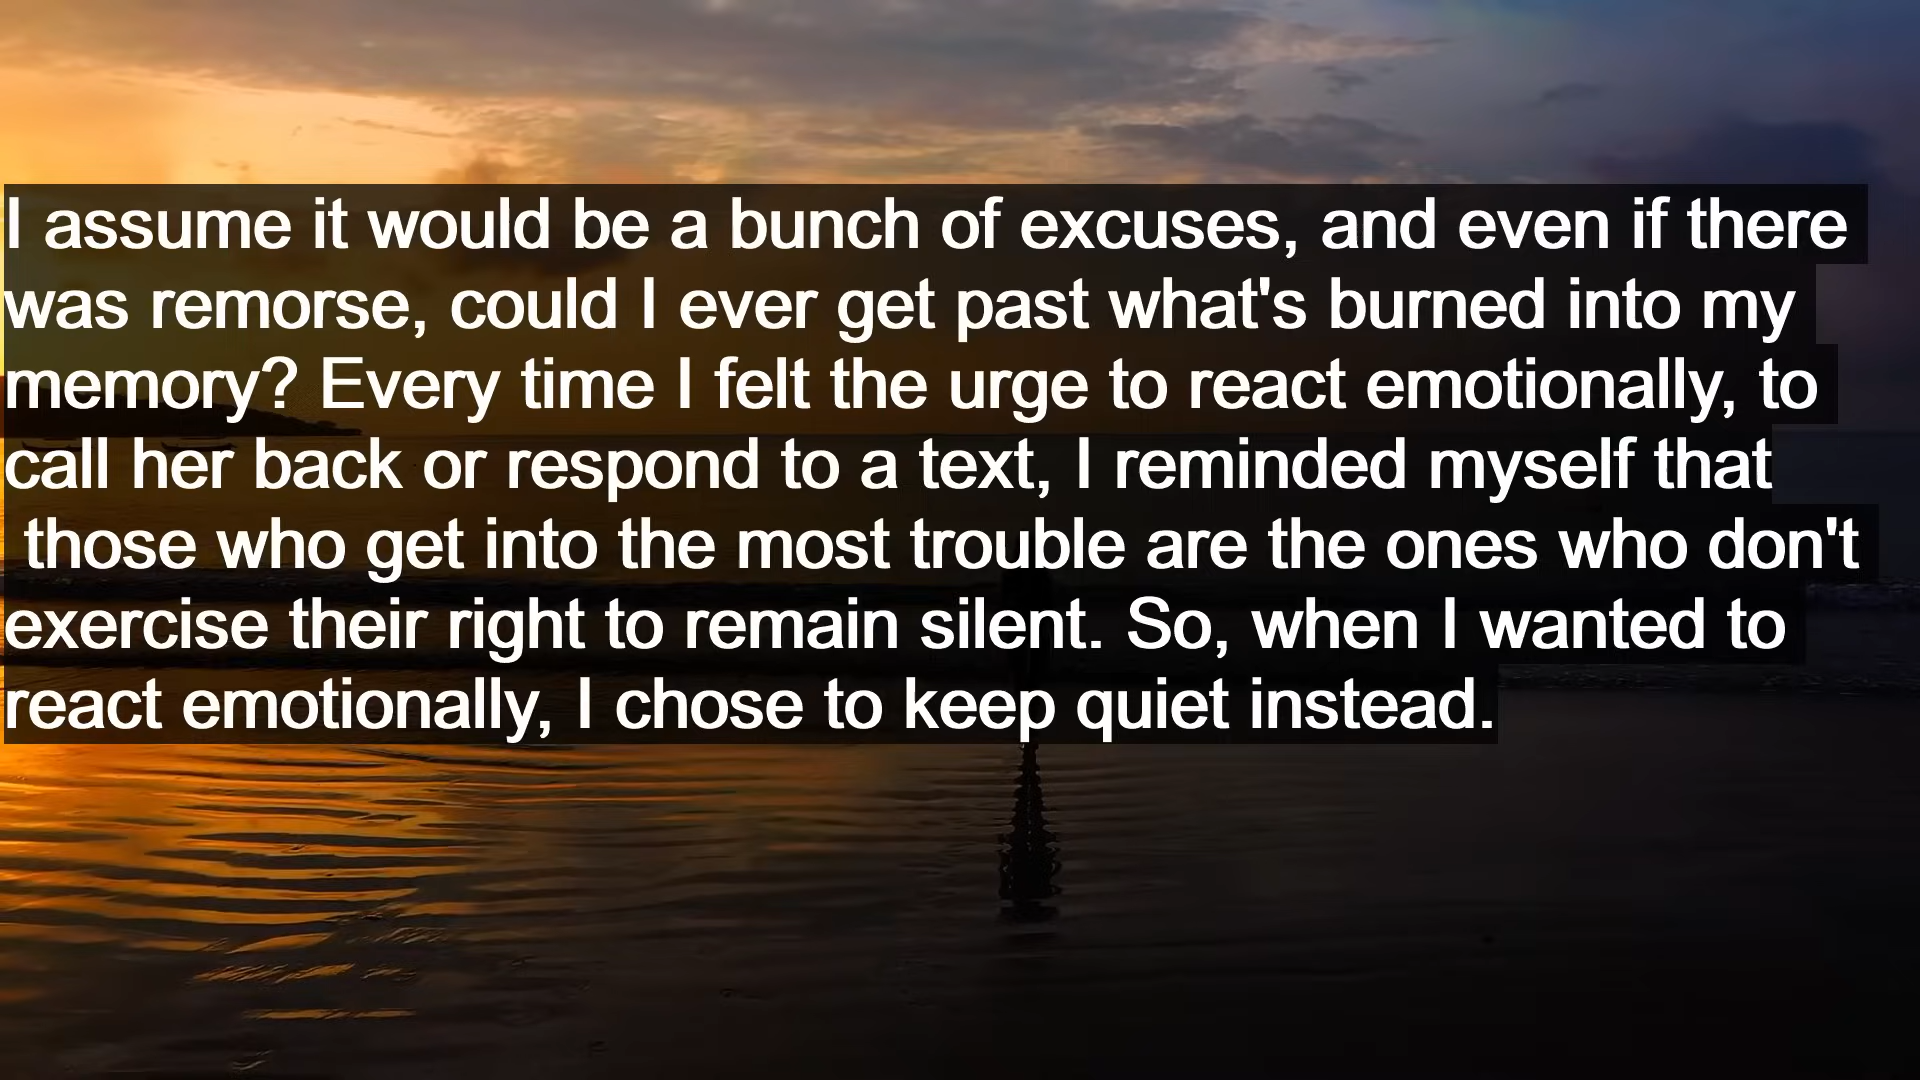 I assume it would be a bunch of excuses, and even if there
was remorse, could I ever get past what's burned into my
memory? Every time I felt the urge to react emotionally, to
call her back or respond to a text, I reminded myself that
those who get into the most trouble are the ones who don't
exercise their right to remain silent. So, when I wanted to
react emotionally, I chose to keep quiet instead.